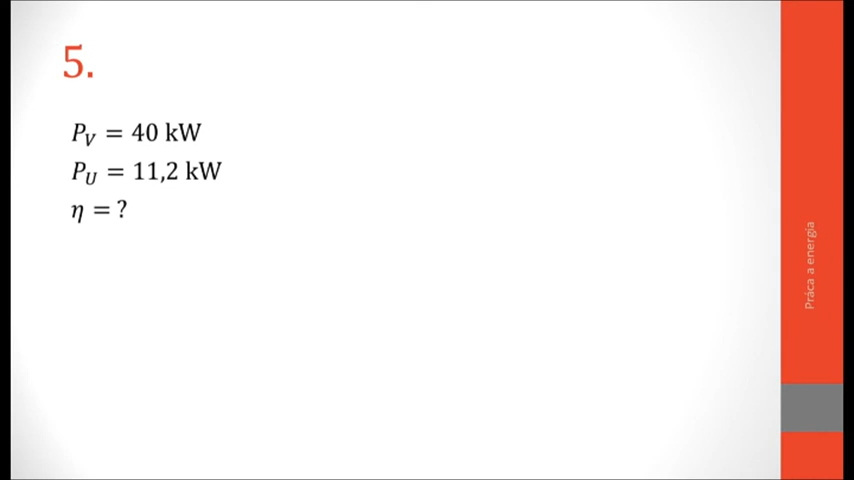 5.
P_V = 40 kW
P_U = 11,2 kW
η = ?
Práca a energia